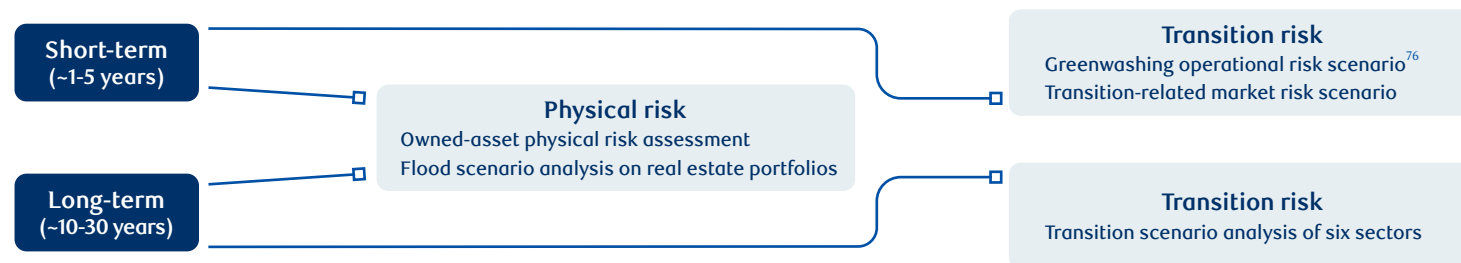 Short-term
(~1-5 years)
Physical risk
Owned-asset physical risk assessment
Flood scenario analysis on real estate portfolios
Long-term
(~10-30 years)
Transition risk
Greenwashing operational risk scenario76
Transition-related market risk scenario
Transition risk
Transition scenario analysis of six sectors